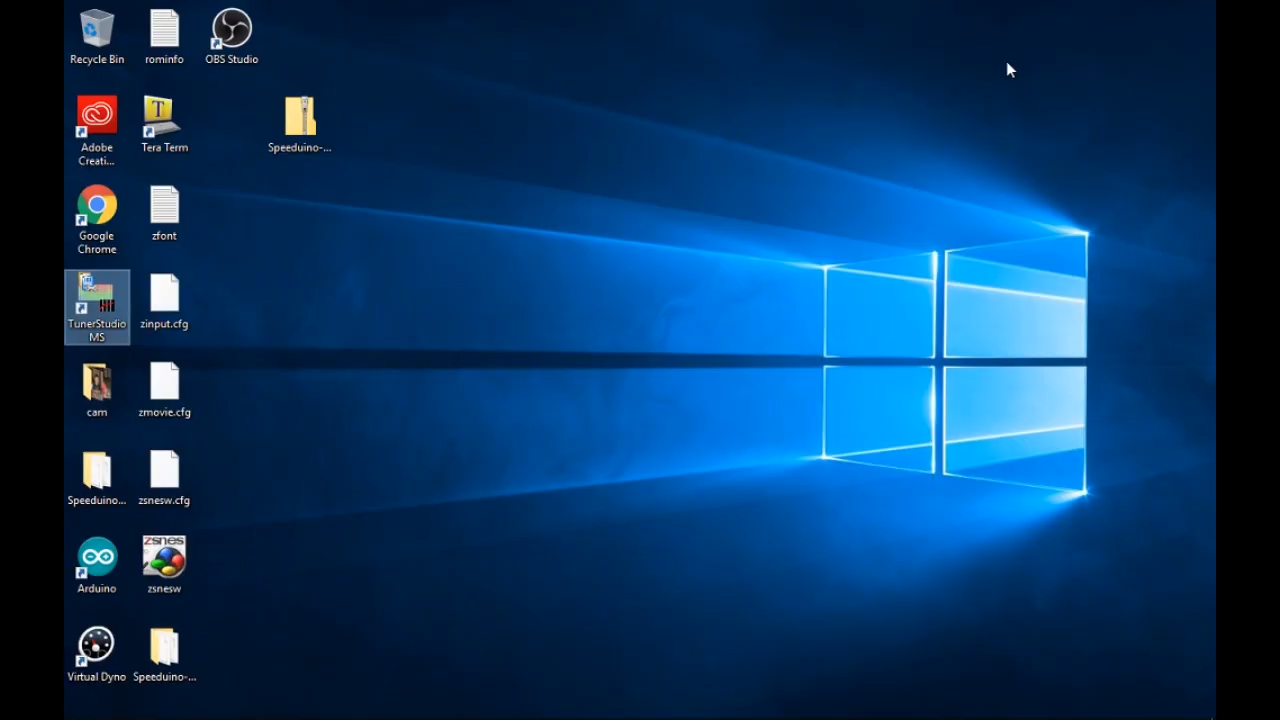 Recycle Bin
rominfo
OBS Studio
Adobe
Creati...
T
Tera Term
Speeduino-...
Google
Chrome
zfont
TunerStudio
MS
zinput.cfg
cam
zmovie.cfg
Speeduino...
zsnesw.cfg
Arduino
ZSNES
zsnesw
Virtual Dyno
Speeduino-...